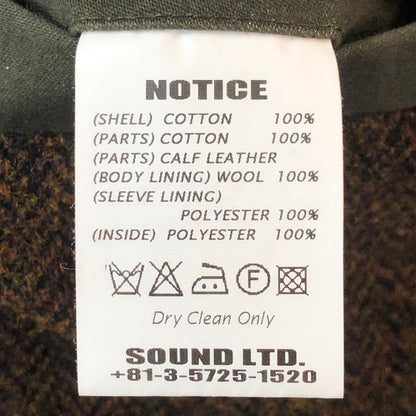 NOTICE
(SHELL) COTTON 100%
(PARTS) COTTON 100%
(PARTS) CALF LEATHER
(BODY LINING) WOOL 100%
(SLEEVE LINING)
POLYESTER 100%
(INSIDE) POLYESTER 100%
F
Dry Clean Only
SOUND LTD.
+81-3-5725-1520